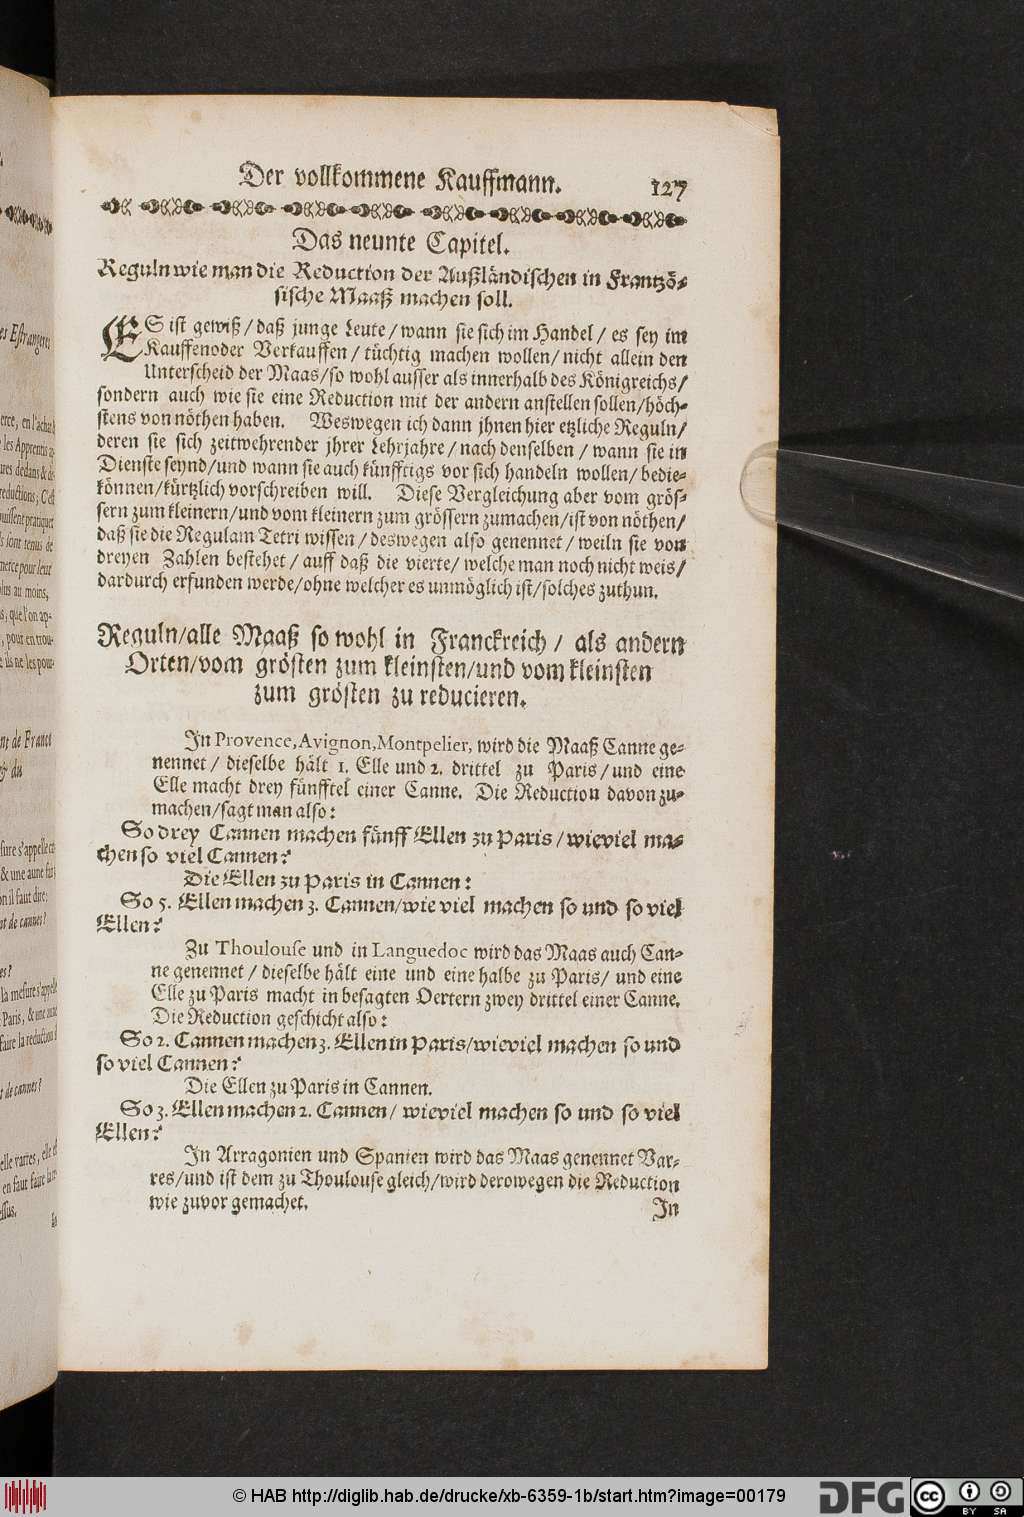 Der vollkommene Kauffmann. 127
Das neunte Capitel.
Reguln wie man die Reduction der Außländischen in Frantzö-
sische Maaß machen soll.
ES ist gewiß / daß junge Leute / wann sie sich im Handel / es sey im
Kauffen oder Verkauffen / tüchtig machen wollen / nicht allein den
Unterscheid der Maas / so wohl ausser als innerhalb des Königreichs /
sondern auch wie sie eine Reduction mit der andern anstellen sollen / höch-
stens von nöthen haben. Weswegen ich dann jhnen hier etzliche Reguln /
deren sie sich zeitwehrender jhrer Lehrjahre / nach denselben / wann sie in
Dienste seynd / und wann sie auch künfftigs vor sich handeln wollen / bedie-
können / kürtzlich vorschreiben will. Diese Vergleichung aber vom grös-
sern zum kleinern / und vom kleinern zum grössern zumachen / ist von nöthen /
daß sie die Regulam Tetri wissen / deswegen also genennet / weiln sie von
dreyen Zahlen bestehet / auff daß die vierte / welche man noch nicht weis /
dardurch erfunden werde / ohne welcher es unmöglich ist / solches zuthun.
Reguln / alle Maaß so wohl in Franckreich / als andern
Orten / vom grösten zum kleinsten / und vom kleinsten
zum grösten zu reducieren.
In Provence, Avignon, Montpelier, wird die Maaß Canne ge-
nennet / dieselbe hält 1. Elle und 2. drittel zu Paris / und eine
Elle macht drey fünfftel einer Canne. Die Reduction davon zu-
machen / sagt man also:
So drey Cannen machen fünff Ellen zu Paris / wieviel ma-
chen so viel Cannen?
Die Ellen zu Paris in Cannen:
So 5. Ellen machen 3. Cannen / wie viel machen so und so viel
Ellen?
Zu Thoulouse und in Languedoc wird das Maas auch Can-
ne genennet / dieselbe hält eine und eine halbe zu Paris / und eine
Elle zu Paris macht in besagten Oertern zwey drittel einer Canne.
Die Reduction geschicht also:
So 2. Cannen machen 3. Ellen in Paris / wieviel machen so und
so viel Cannen?
Die Ellen zu Paris in Cannen.
So 3. Ellen machen 2. Cannen / wieviel machen so und so viel
Ellen?
In Arragonien und Spanien wird das Maas genennet Var-
res / und ist dem zu Thoulouse gleich / wird derowegen die Reduction
wie zuvor gemachet.
In
© HAB http://diglib.hab.de/drucke/xb-6359-1b/start.htm?image=00179
DFG
cc BY SA